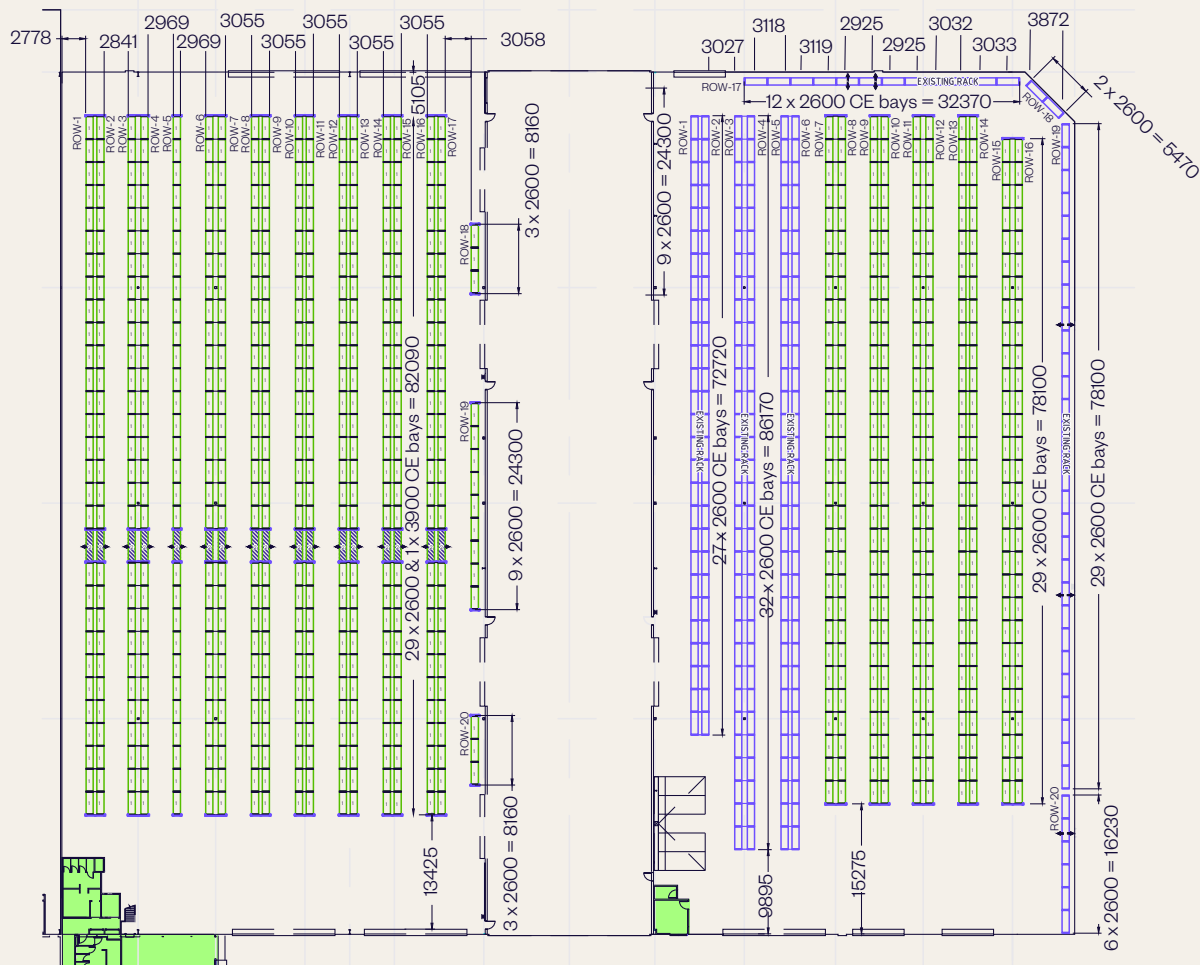 2778
2841
2969
2969
3055
3055
3055
3055
3055
3058
5105
ROW-1
ROW-2
ROW-3
ROW-4
ROW-5
ROW-6
ROW-7
ROW-8
ROW-9
ROW-10
ROW-11
ROW-12
ROW-13
ROW-14
ROW-15
ROW-16
ROW-17
ROW-18
3 x 2600 = 8160
ROW-19
9 x 2600 = 24300
29 x 2600 & 1 x 3900 CE bays = 82090
ROW-20
3 x 2600 = 8160
13425
3027
3118
3119
2925
2925
3032
3033
3872
ROW-17
EXISTING RACK
12 x 2600 CE bays = 32370
ROW-18
2 x 2600 = 5470
9 x 2600 = 24300
ROW-1
ROW-2
ROW-3
ROW-4
ROW-5
ROW-6
ROW-7
ROW-8
ROW-9
ROW-10
ROW-11
ROW-12
ROW-13
ROW-14
ROW-15
ROW-16
ROW-19
EXISTING RACK
EXISTING RACK
EXISTING RACK
EXISTING RACK
27 x 2600 CE bays = 72720
32 x 2600 CE bays = 86170
29 x 2600 CE bays = 78100
29 x 2600 CE bays = 78100
ROW-20
6 x 2600 = 16230
9895
15275